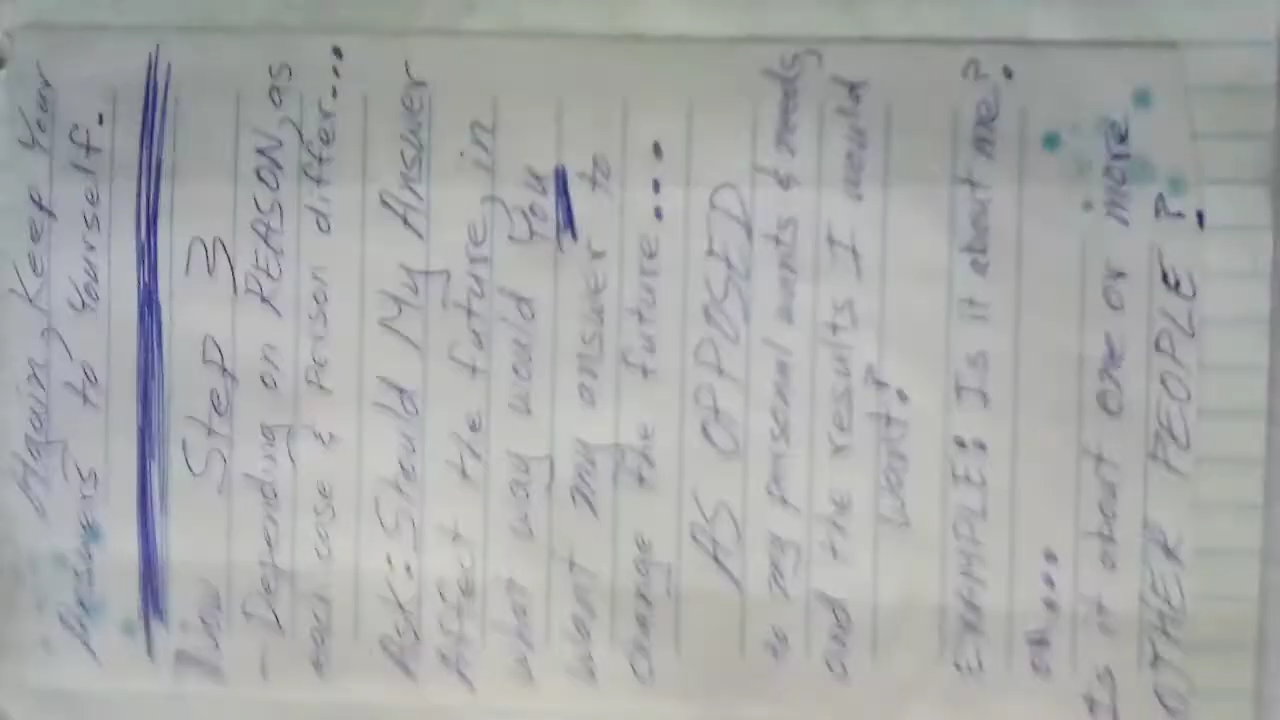 Again, Keep Your
Answers to Yourself.
Now Step 3
- Depending on REASON, as
each case & person differ...
Ask: Should My Answer
Affect the future, in
what way would You
want my answer to
change the future...
AS OPPOSED
to my personal wants & needs,
and the results I would
want?
EXAMPLE: Is it about me?
or...
Is it about one or more
OTHER PEOPLE?